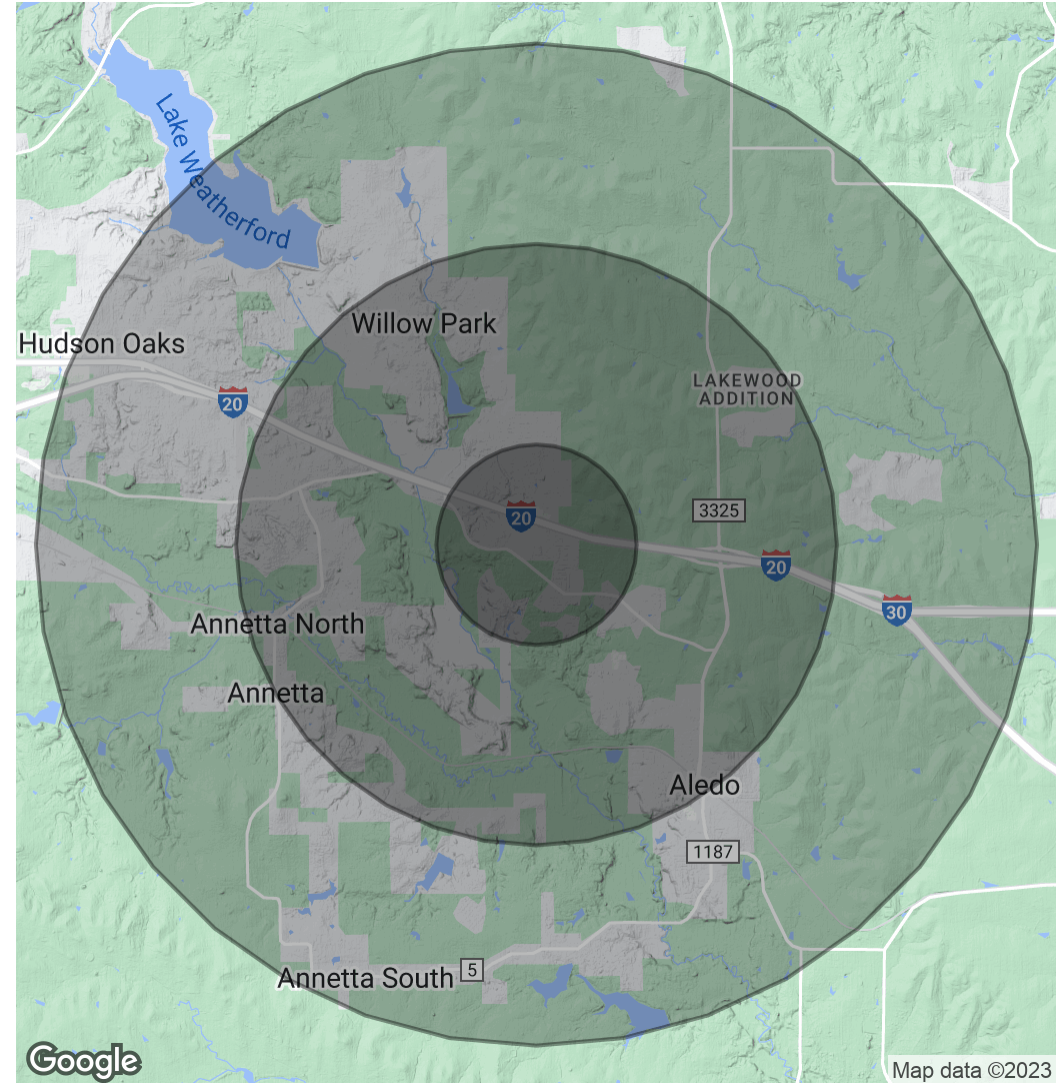 Lake Weatherford
Willow Park
Hudson Oaks
LAKEWOOD
ADDITION
20
3325
20
20
30
Annetta North
Annetta
Aledo
1187
Annetta South
5
Google
Map data ©2023